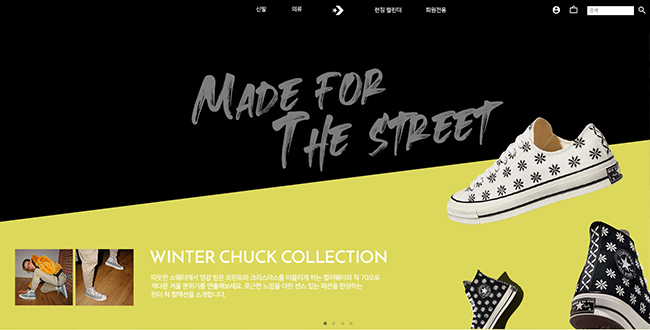 신발
의류
런칭 캘린더
회원전용
검색
MADE FOR
THE STREET
WINTER CHUCK COLLECTION
따뜻한 스웨터에서 영감 받은 프린트와 크리스마스를 떠올리게 하는 컬러웨이의 척 70으로
색다른 겨울 분위기를 연출해보세요. 포근한 느낌을 더한 센스 있는 패션을 완성하는
윈터 척 컬렉션을 소개합니다.